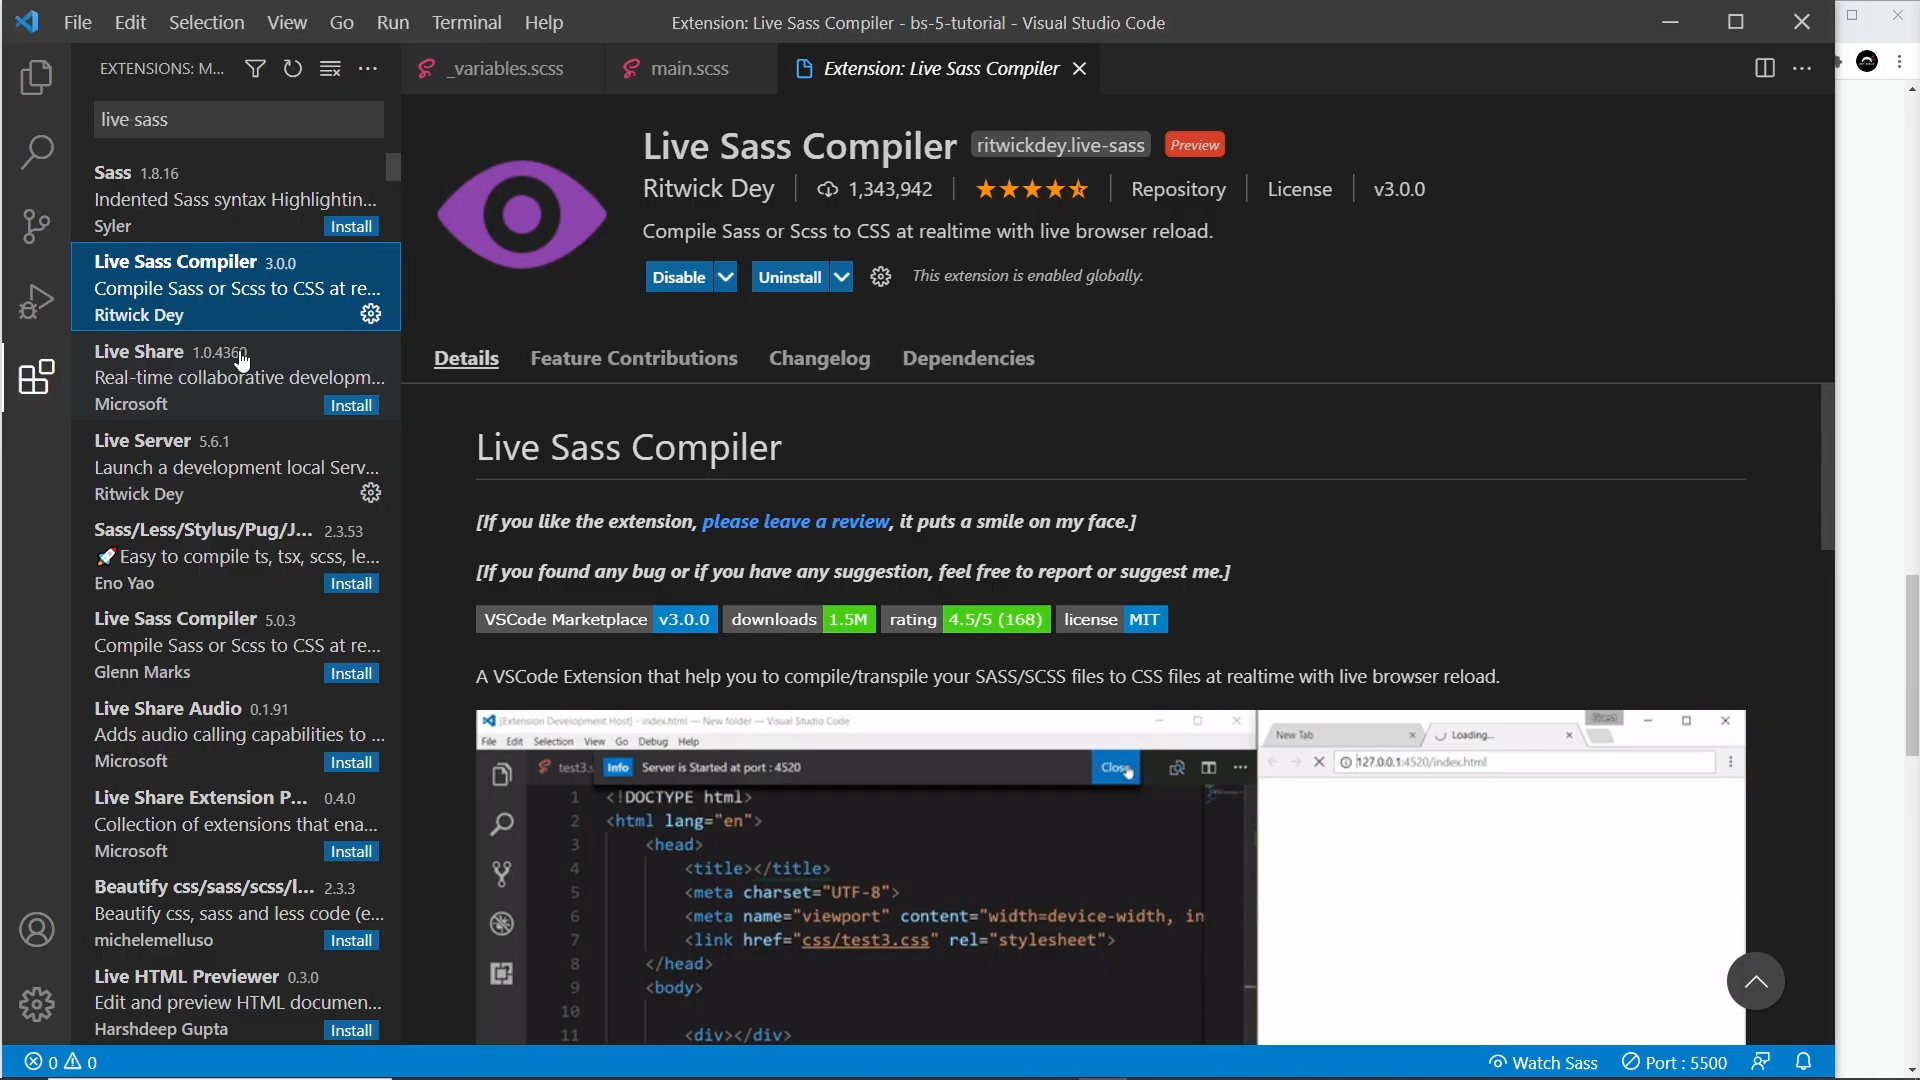 File Edit Selection View Go Run Terminal Help
Extension: Live Sass Compiler - bs-5-tutorial - Visual Studio Code
EXTENSIONS: M...
_variables.scss
main.scss
Extension: Live Sass Compiler
live sass
Sass 1.8.16
Indented Sass syntax Highlightin...
Syler
Install
Live Sass Compiler 3.0.0
Compile Sass or Scss to CSS at re...
Ritwick Dey
Live Share 1.0.4360
Real-time collaborative developm...
Microsoft
Install
Live Server 5.6.1
Launch a development local Serv...
Ritwick Dey
Sass/Less/Stylus/Pug/J... 2.3.53
🚀Easy to compile ts, tsx, scss, le...
Eno Yao
Install
Live Sass Compiler 5.0.3
Compile Sass or Scss to CSS at re...
Glenn Marks
Install
Live Share Audio 0.1.91
Adds audio calling capabilities to ...
Microsoft
Install
Live Share Extension P... 0.4.0
Collection of extensions that ena...
Microsoft
Install
Beautify css/sass/scss/l... 2.3.3
Beautify css, sass and less code (e...
michelemelluso
Install
Live HTML Previewer 0.3.0
Edit and preview HTML documen...
Harshdeep Gupta
Install
Live Sass Compiler ritwickdey.live-sass Preview
Ritwick Dey 1,343,942 Repository License v3.0.0
Compile Sass or Scss to CSS at realtime with live browser reload.
Disable Uninstall This extension is enabled globally.
Details Feature Contributions Changelog Dependencies
Live Sass Compiler
[If you like the extension, please leave a review, it puts a smile on my face.]
[If you found any bug or if you have any suggestion, feel free to report or suggest me.]
VSCode Marketplace v3.0.0 downloads 1.5M rating 4.5/5 (168) license MIT
A VSCode Extension that help you to compile/transpile your SASS/SCSS files to CSS files at realtime with live browser reload.
[Extension Development Host] - index.html — New folder — Visual Studio Code
File Edit Selection View Go Debug Help
test3.s Info Server is Started at port : 4520 Close
1 <!DOCTYPE html>
2 <html lang="en">
3 <head>
4 <title></title>
5 <meta charset="UTF-8">
6 <meta name="viewport" content="width=device-width, in
7 <link href="css/test3.css" rel="stylesheet">
8 </head>
9 <body>
10
11 <div></div>
New Tab
Loading...
127.0.0.1:4520/index.html
0 0
Watch Sass
Port : 5500